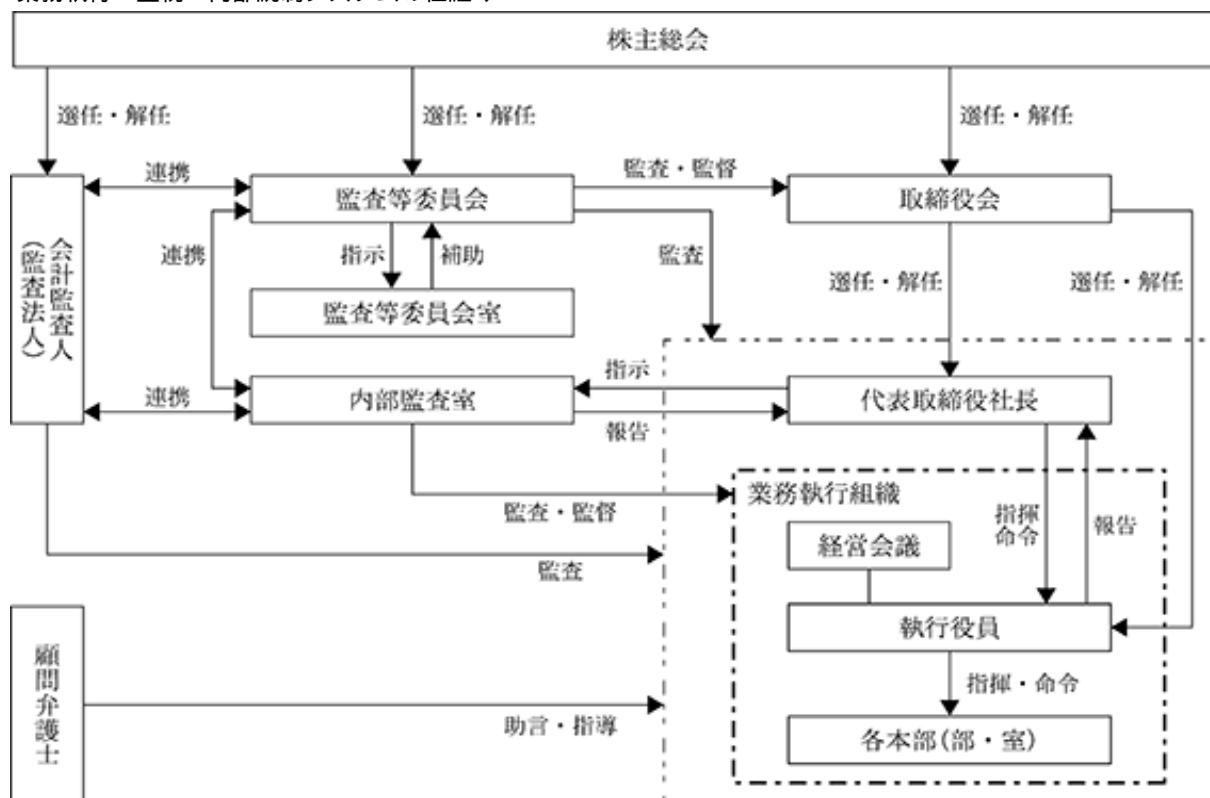 株主総会
選任・解任
選任・解任
選任・解任
連携
監査等委員会
監査・監督
取締役会
会計監査人
(監査法人)
連携
指示
補助
監査
選任・解任
選任・解任
監査等委員会室
指示
連携
内部監査室
代表取締役社長
報告
業務執行組織
監査・監督
指揮
命令
報告
経営会議
監査
執行役員
顧問弁護士
指揮・命令
助言・指導
各本部(部・室)